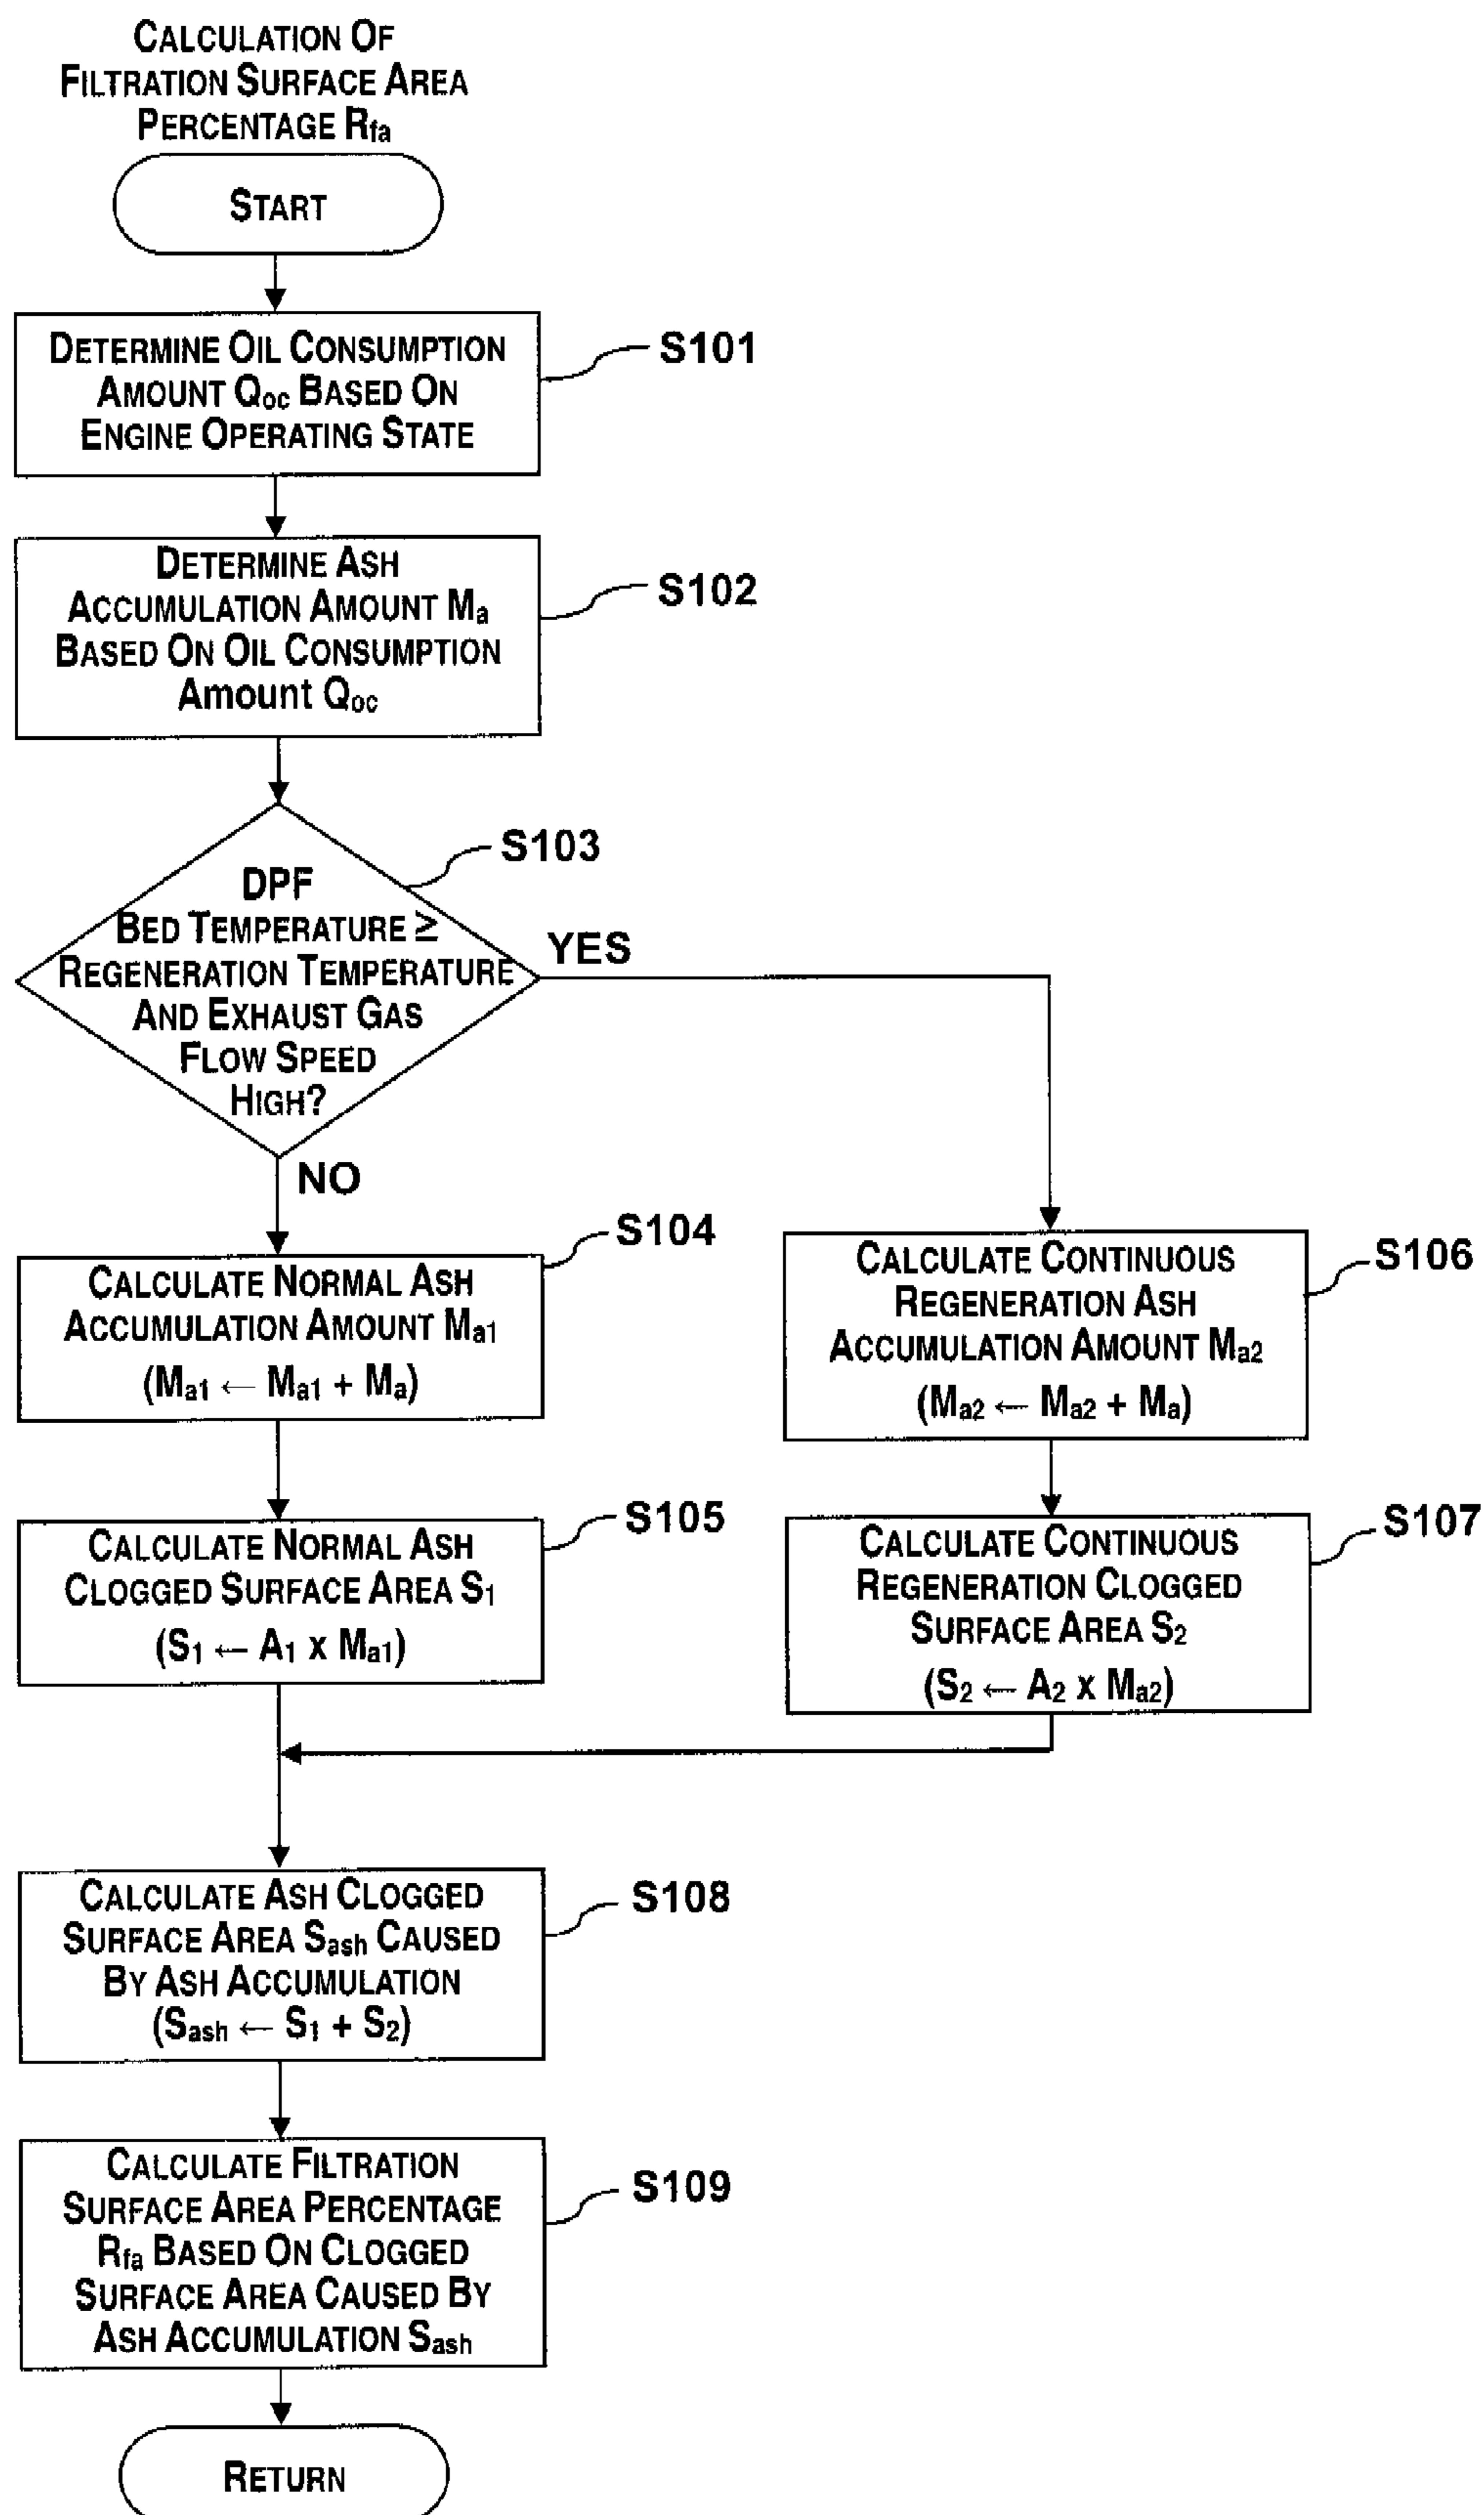 CALCULATION OF
FILTRATION SURFACE AREA
PERCENTAGE Rfa
START
DETERMINE OIL CONSUMPTION
AMOUNT Qoc BASED ON
ENGINE OPERATING STATE
S101
DETERMINE ASH
ACCUMULATION AMOUNT Ma
BASED ON OIL CONSUMPTION
Amount Qoc
S102
S103
DPF
BED TEMPERATURE ≥
REGENERATION TEMPERATURE
AND EXHAUST GAS
FLOW SPEED
HIGH?
YES
NO
S104
CALCULATE NORMAL ASH
ACCUMULATION AMOUNT Ma1
(Ma1 ← Ma1 + Ma)
S106
CALCULATE CONTINUOUS
REGENERATION ASH
ACCUMULATION AMOUNT Ma2
(Ma2 ← Ma2 + Ma)
S105
CALCULATE NORMAL ASH
CLOGGED SURFACE AREA S1
(S1 ← A1 x Ma1)
S107
CALCULATE CONTINUOUS
REGENERATION CLOGGED
SURFACE AREA S2
(S2 ← A2 x Ma2)
S108
CALCULATE ASH CLOGGED
SURFACE AREA Sash CAUSED
BY ASH ACCUMULATION
(Sash ← S1 + S2)
S109
CALCULATE FILTRATION
SURFACE AREA PERCENTAGE
Rfa BASED ON CLOGGED
SURFACE AREA CAUSED BY
ASH ACCUMULATION Sash
RETURN